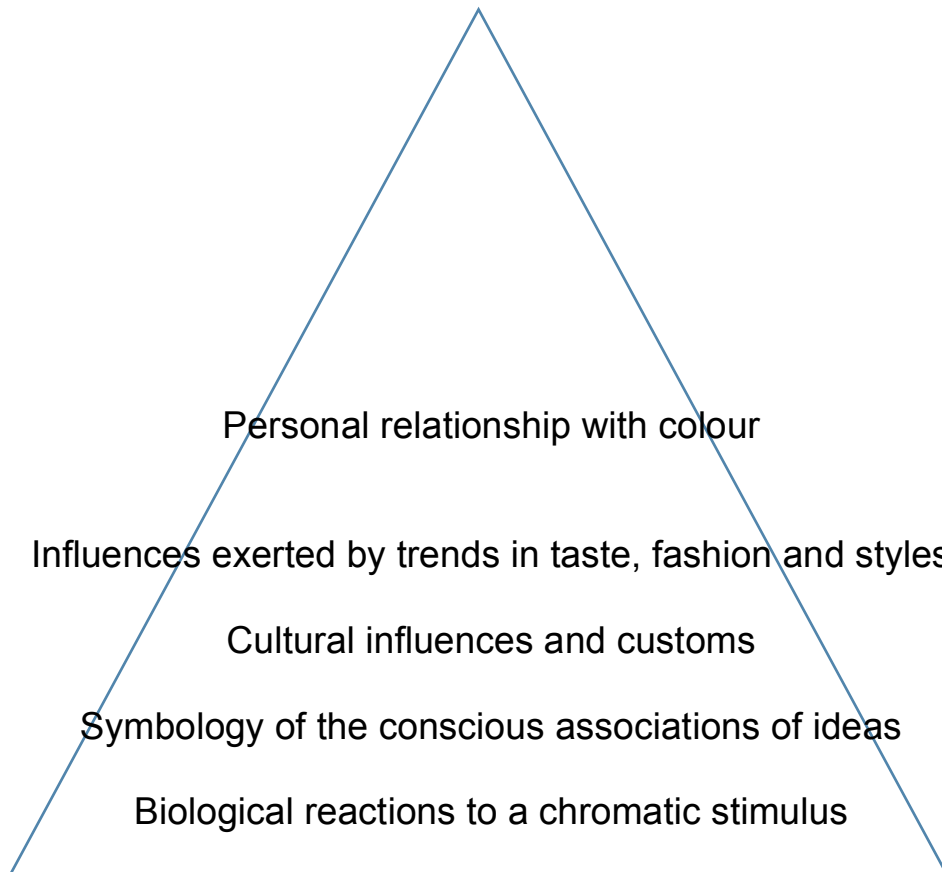 Personal relationship with colour
Influences exerted by trends in taste, fashion and styles
Cultural influences and customs
Symbology of the conscious associations of ideas
Biological reactions to a chromatic stimulus